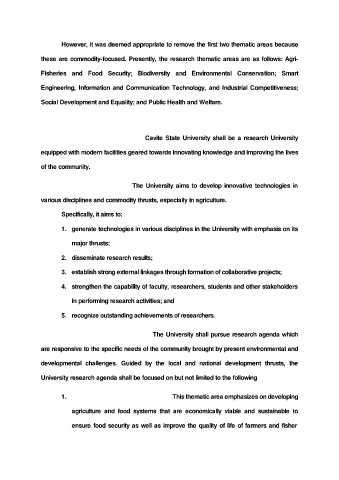 However, it was deemed appropriate to remove the first two thematic areas because
these are commodity-focused. Presently, the research thematic areas are as follows: Agri-
Fisheries and Food Security; Biodiversity and Environmental Conservation; Smart
Engineering, Information and Communication Technology, and Industrial Competitiveness;
Social Development and Equality; and Public Health and Welfare.
Cavite State University shall be a research University
equipped with modern facilities geared towards innovating knowledge and improving the lives
of the community.
The University aims to develop innovative technologies in
various disciplines and commodity thrusts, especially in agriculture.
Specifically, it aims to:
1. generate technologies in various disciplines in the University with emphasis on its
major thrusts;
2. disseminate research results;
3. establish strong external linkages through formation of collaborative projects;
4. strengthen the capability of faculty, researchers, students and other stakeholders
in performing research activities; and
5. recognize outstanding achievements of researchers.
The University shall pursue research agenda which
are responsive to the specific needs of the community brought by present environmental and
developmental challenges. Guided by the local and national development thrusts, the
University research agenda shall be focused on but not limited to the following
1. This thematic area emphasizes on developing
agriculture and food systems that are economically viable and sustainable to
ensure food security as well as improve the quality of life of farmers and fisher